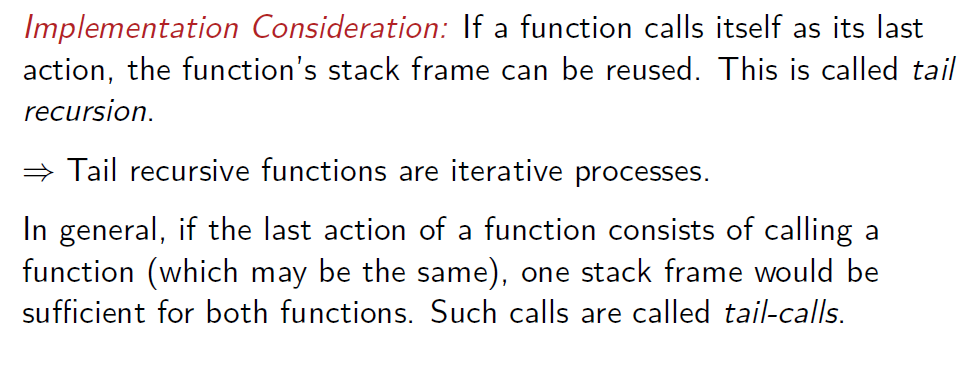 Implementation Consideration: If a function calls itself as its last
action, the function's stack frame can be reused. This is called tail
recursion.
⇒ Tail recursive functions are iterative processes.
In general, if the last action of a function consists of calling a
function (which may be the same), one stack frame would be
sufficient for both functions. Such calls are called tail-calls.